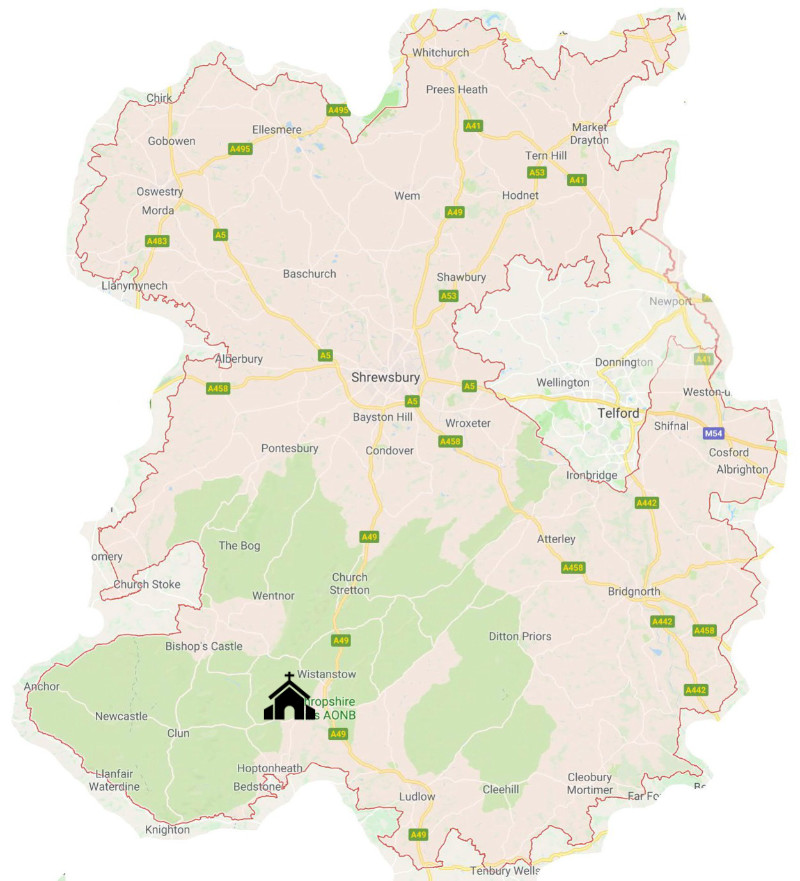 M
Whitchurch
Prees Heath
Chirk
A495
Ellesmere
A41
Market
Drayton
Gobowen
A495
Tern Hill
A53
A41
Oswestry
Wem
Hodnet
Morda
A49
A483
A5
Baschurch
Shawbury
Llanymynech
A53
Newport
Alberbury
A5
A41
Donnington
Shrewsbury
Wellington
A458
A5
Weston-u
A5
Bayston Hill
Wroxeter
Telford
Shifnal
M54
Pontesbury
Condover
A458
Cosford
Albrighton
Ironbridge
A442
The Bog
A49
Atterley
omery
Church Stoke
Church
Stretton
A458
Wentnor
Bridgnorth
A442
A458
Bishop's Castle
A49
Ditton Priors
Wistanstow
Anchor
A442
hropshire
s AONB
Newcastle
Clun
A49
Llanfair
Waterdine
Hoptonheath
Bedstone
Ludlow
Cleehill
Cleobury
Mortimer
Far Fo
Knighton
A49
Tenbury Wells